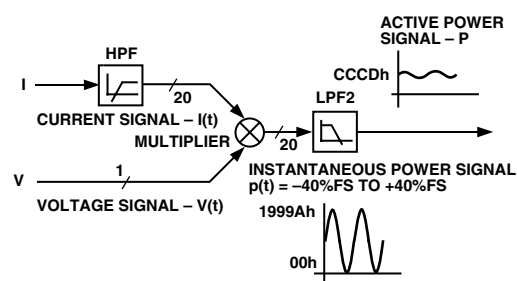 ACTIVE POWER
SIGNAL – P
CCCDh
HPF
I
20
LPF2
CURRENT SIGNAL – I(t)
MULTIPLIER
20
1
INSTANTANEOUS POWER SIGNAL
V
p(t) = –40%FS TO +40%FS
VOLTAGE SIGNAL – V(t)
1999Ah
00h